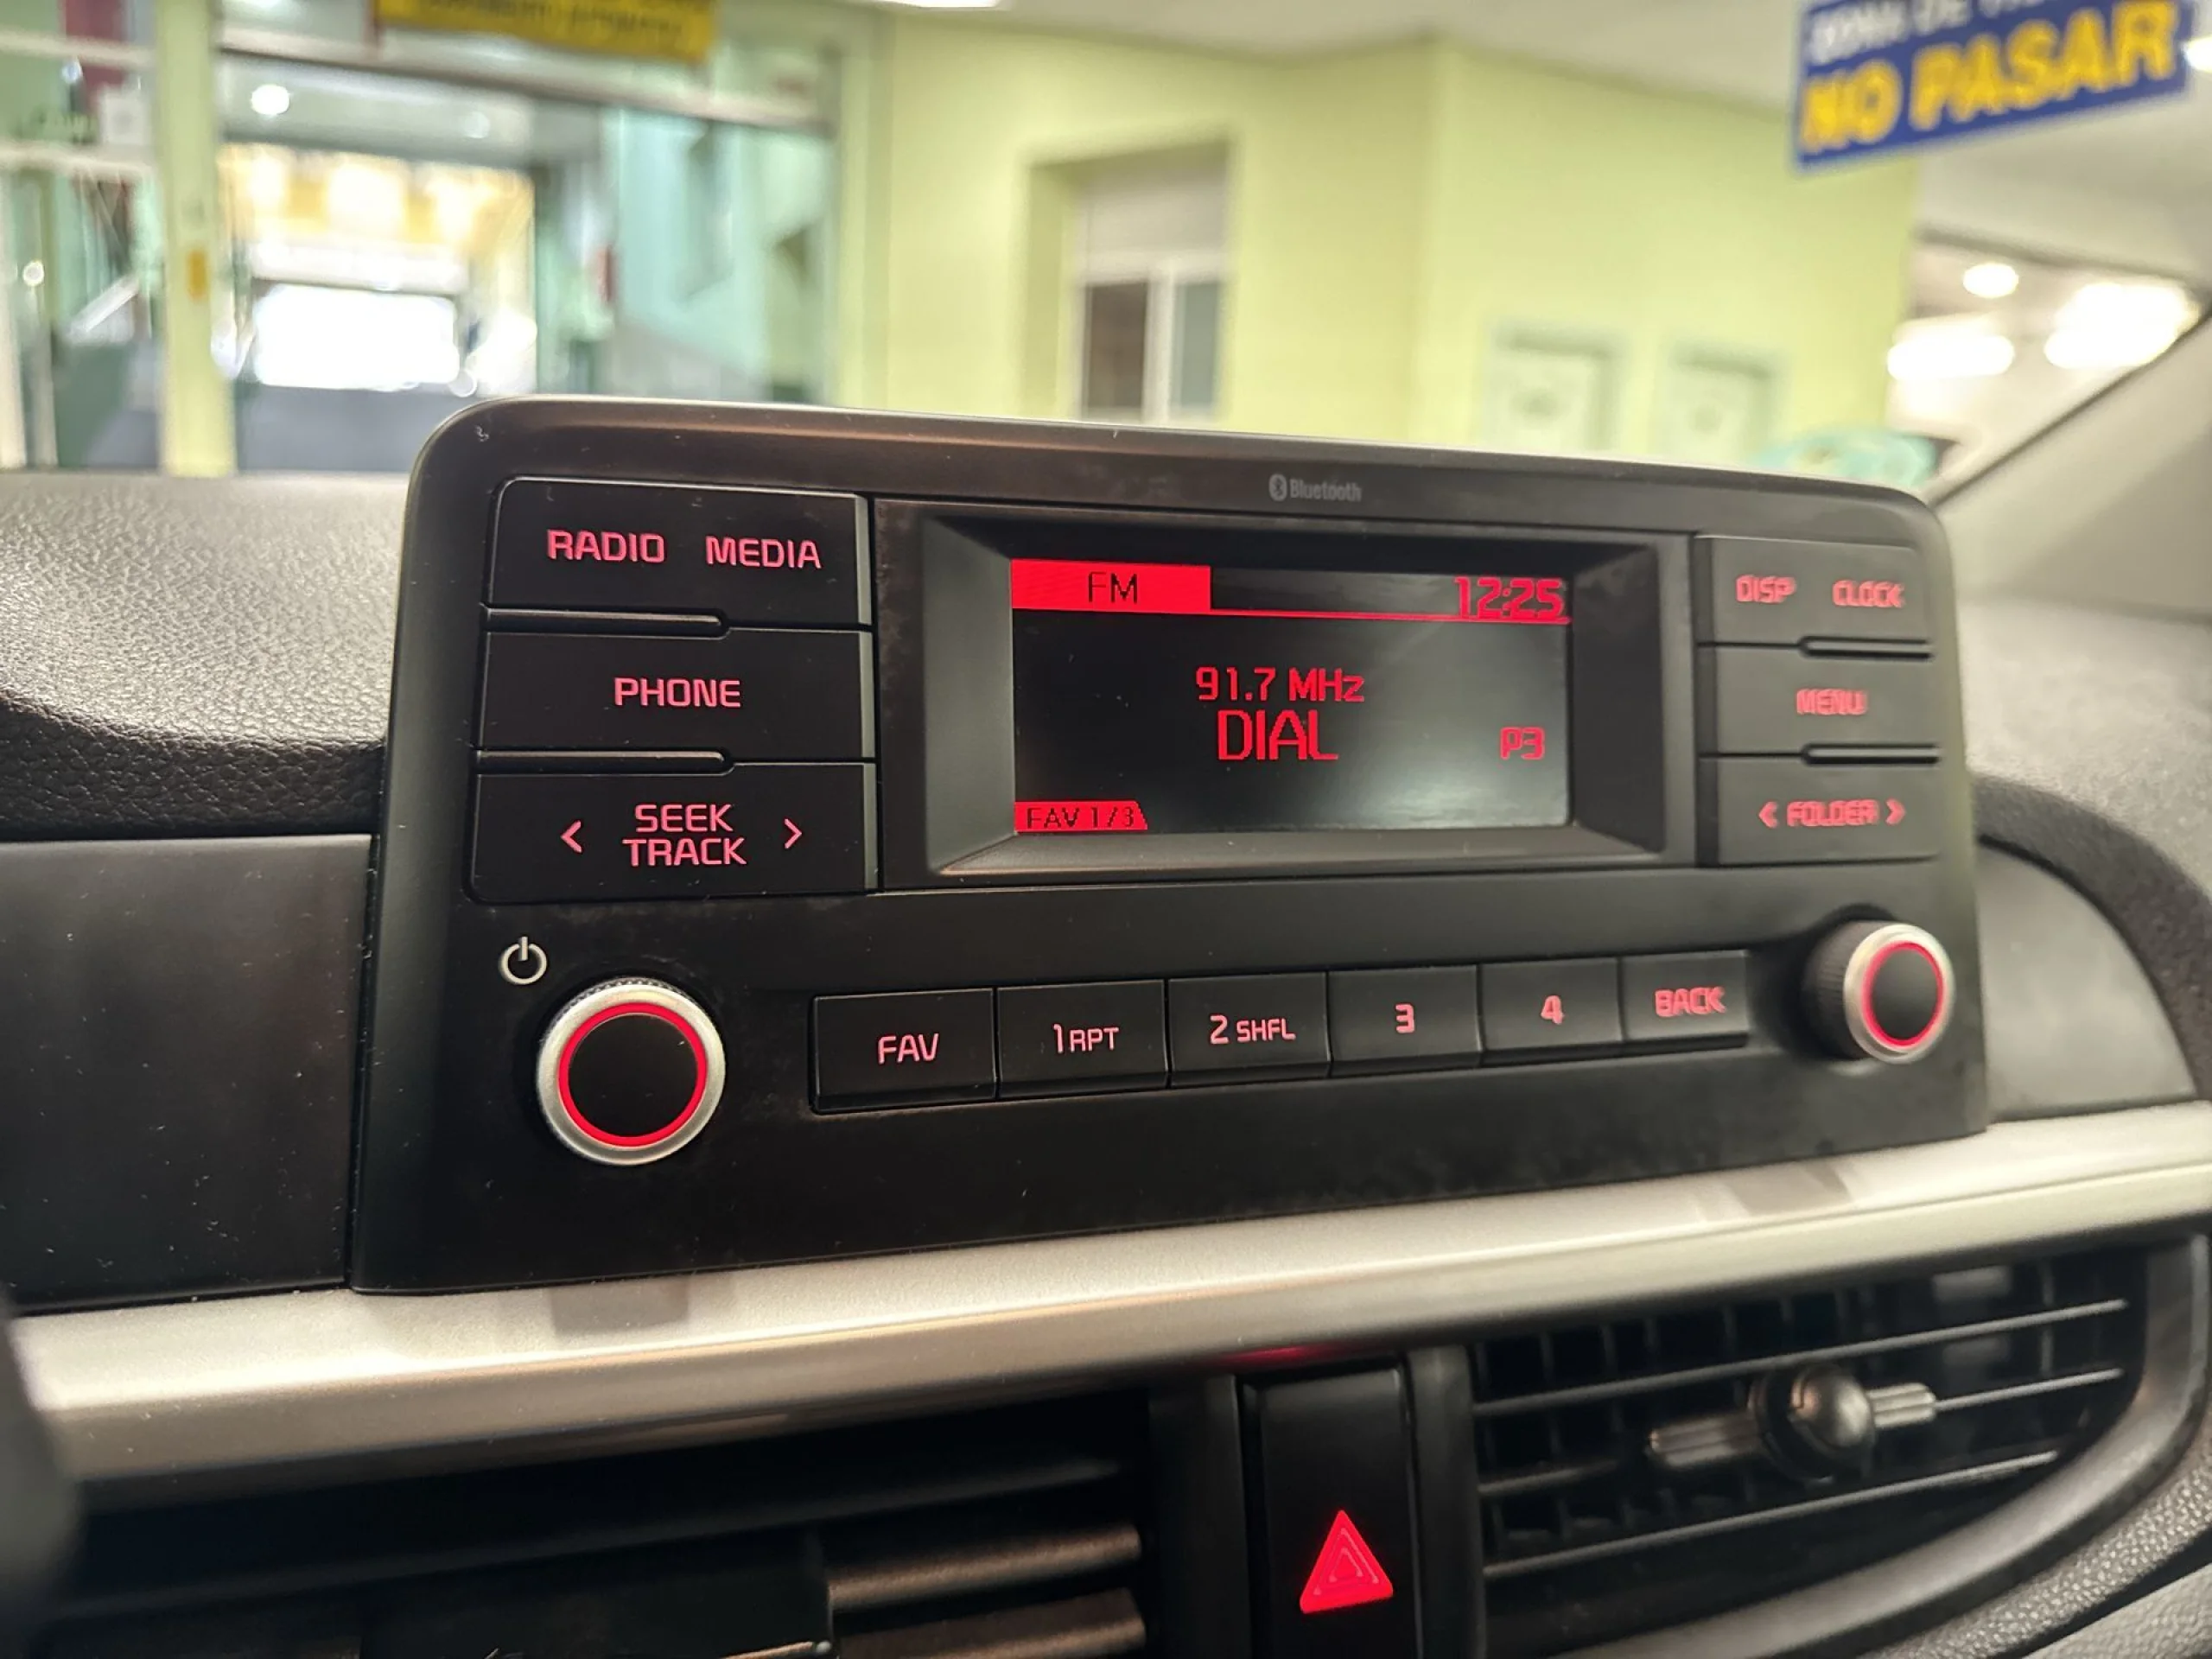 NO PASAR
Bluetooth
RADIO MEDIA
FM 12:25
DISP CLOCK
PHONE
91.7 MHz
DIAL
P3
MENU
FAV 1/3
< SEEK TRACK >
< FOLDER >
FAV
1 RPT
2 SHFL
3
4
BACK